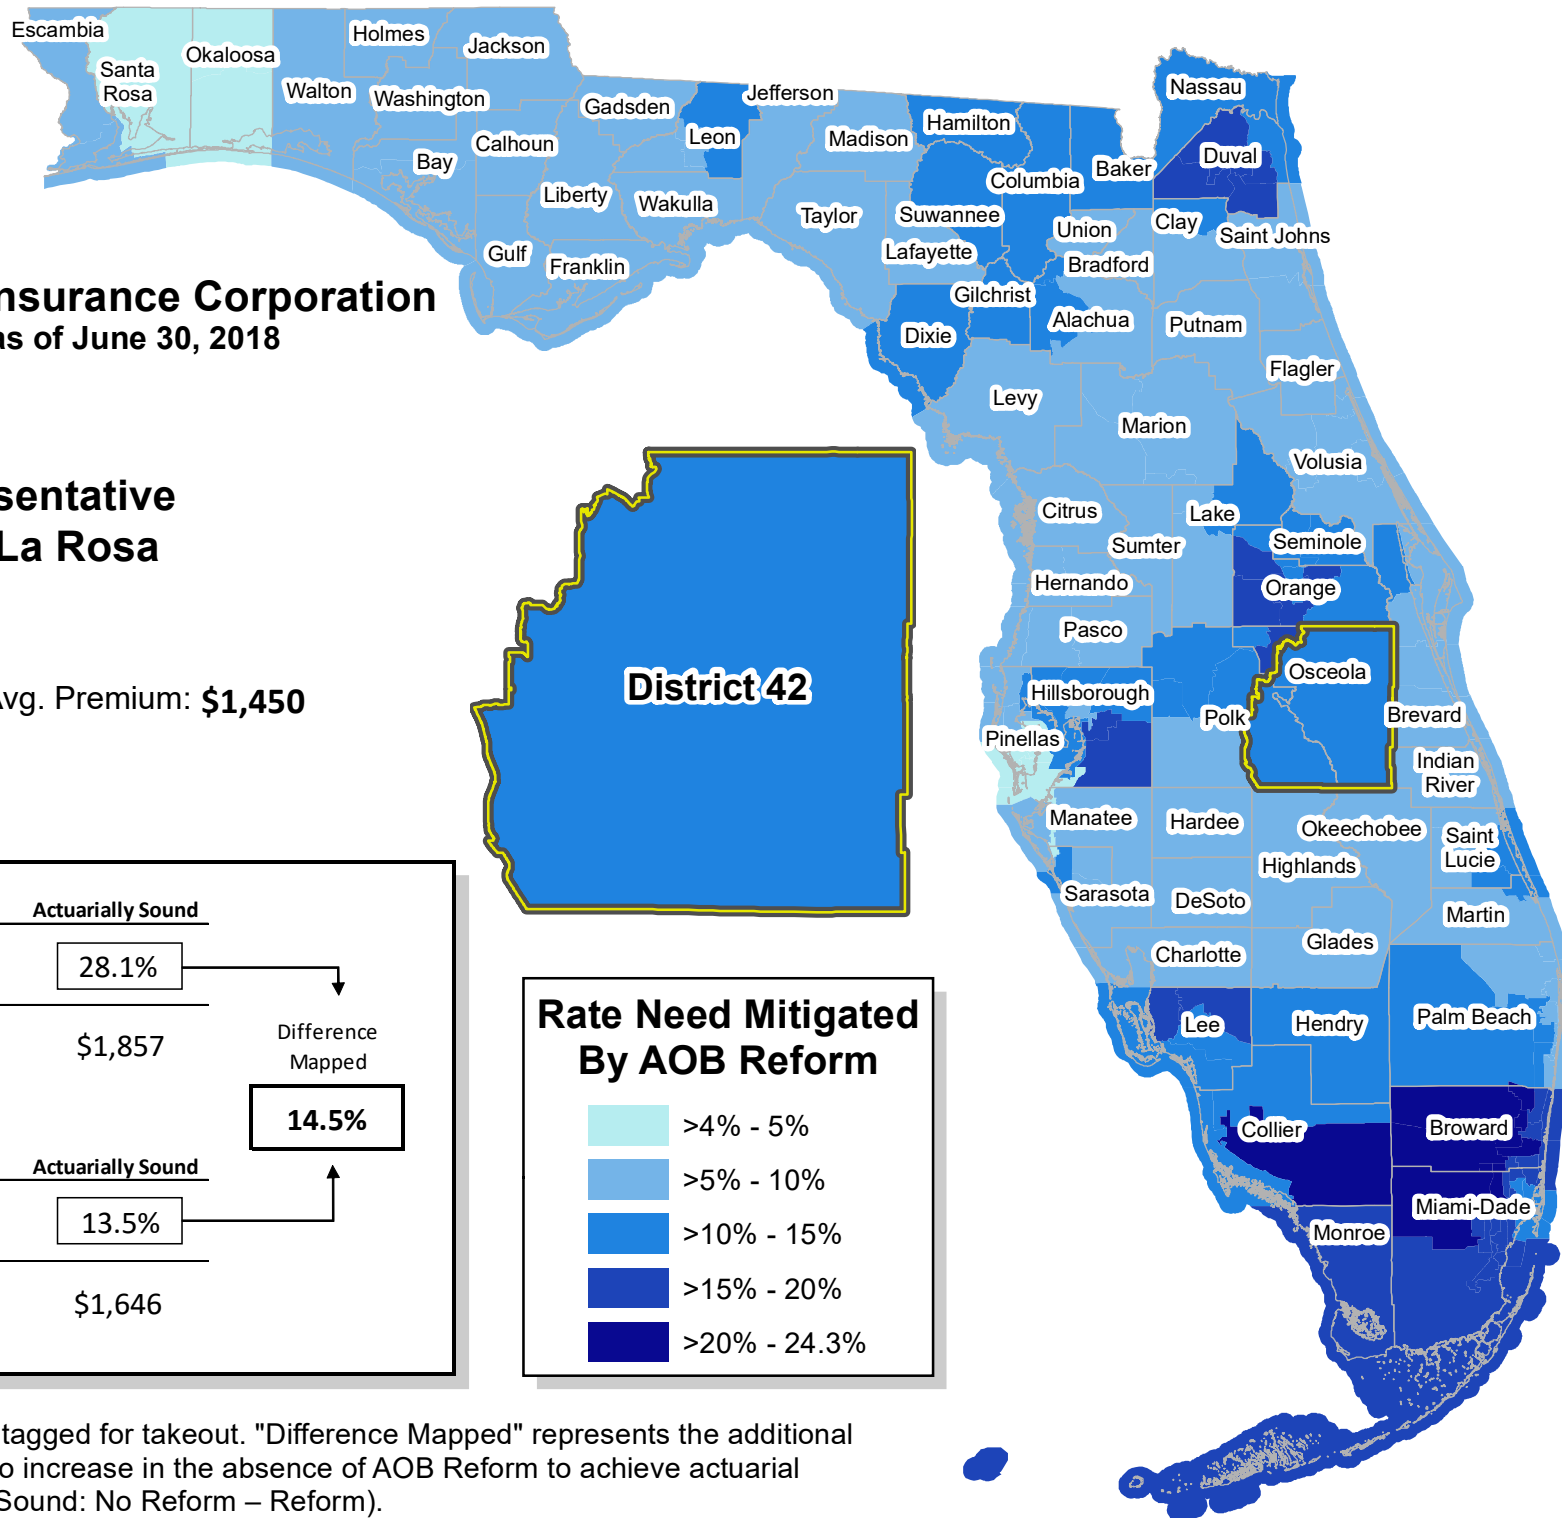 Escambia
Santa
Rosa
Okaloosa
Walton
Holmes
Washington
Jackson
Bay
Calhoun
Gulf
Liberty
Franklin
Gadsden
Leon
Wakulla
Jefferson
Madison
Taylor
Hamilton
Suwannee
Lafayette
Columbia
Baker
Nassau
Duval
Union
Clay
Saint Johns
Bradford
Gilchrist
Dixie
Alachua
Putnam
Flagler
Levy
Marion
Volusia
Citrus
Lake
Sumter
Seminole
Hernando
Orange
Pasco
Osceola
Hillsborough
Polk
Brevard
Pinellas
Indian
River
Manatee
Hardee
Okeechobee
Saint
Lucie
Highlands
Sarasota
DeSoto
Martin
Charlotte
Glades
Lee
Hendry
Palm Beach
Collier
Broward
Miami-Dade
Monroe
nsurance Corporation
as of June 30, 2018
sentative
La Rosa
Avg. Premium: $1,450
District 42
Actuarially Sound
28.1%
$1,857
Difference
Mapped
14.5%
Actuarially Sound
13.5%
$1,646
Rate Need Mitigated
By AOB Reform
>4% - 5%
>5% - 10%
>10% - 15%
>15% - 20%
>20% - 24.3%
tagged for takeout. "Difference Mapped" represents the additional
o increase in the absence of AOB Reform to achieve actuarial
Sound: No Reform – Reform).